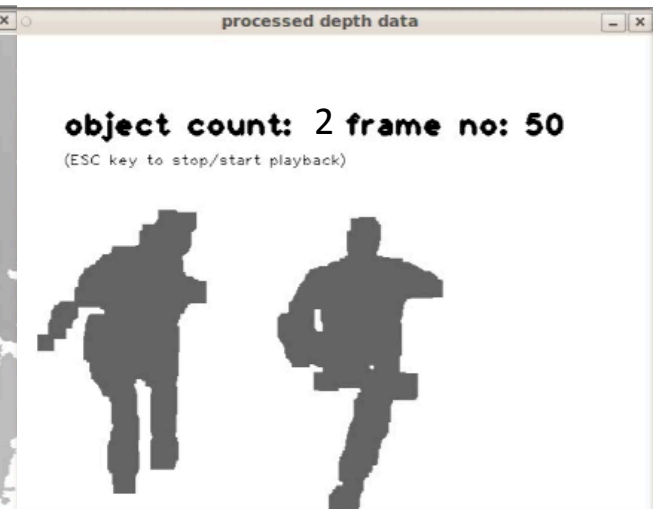 processed depth data
object count: 2 frame no: 50
(ESC key to stop/start playback)